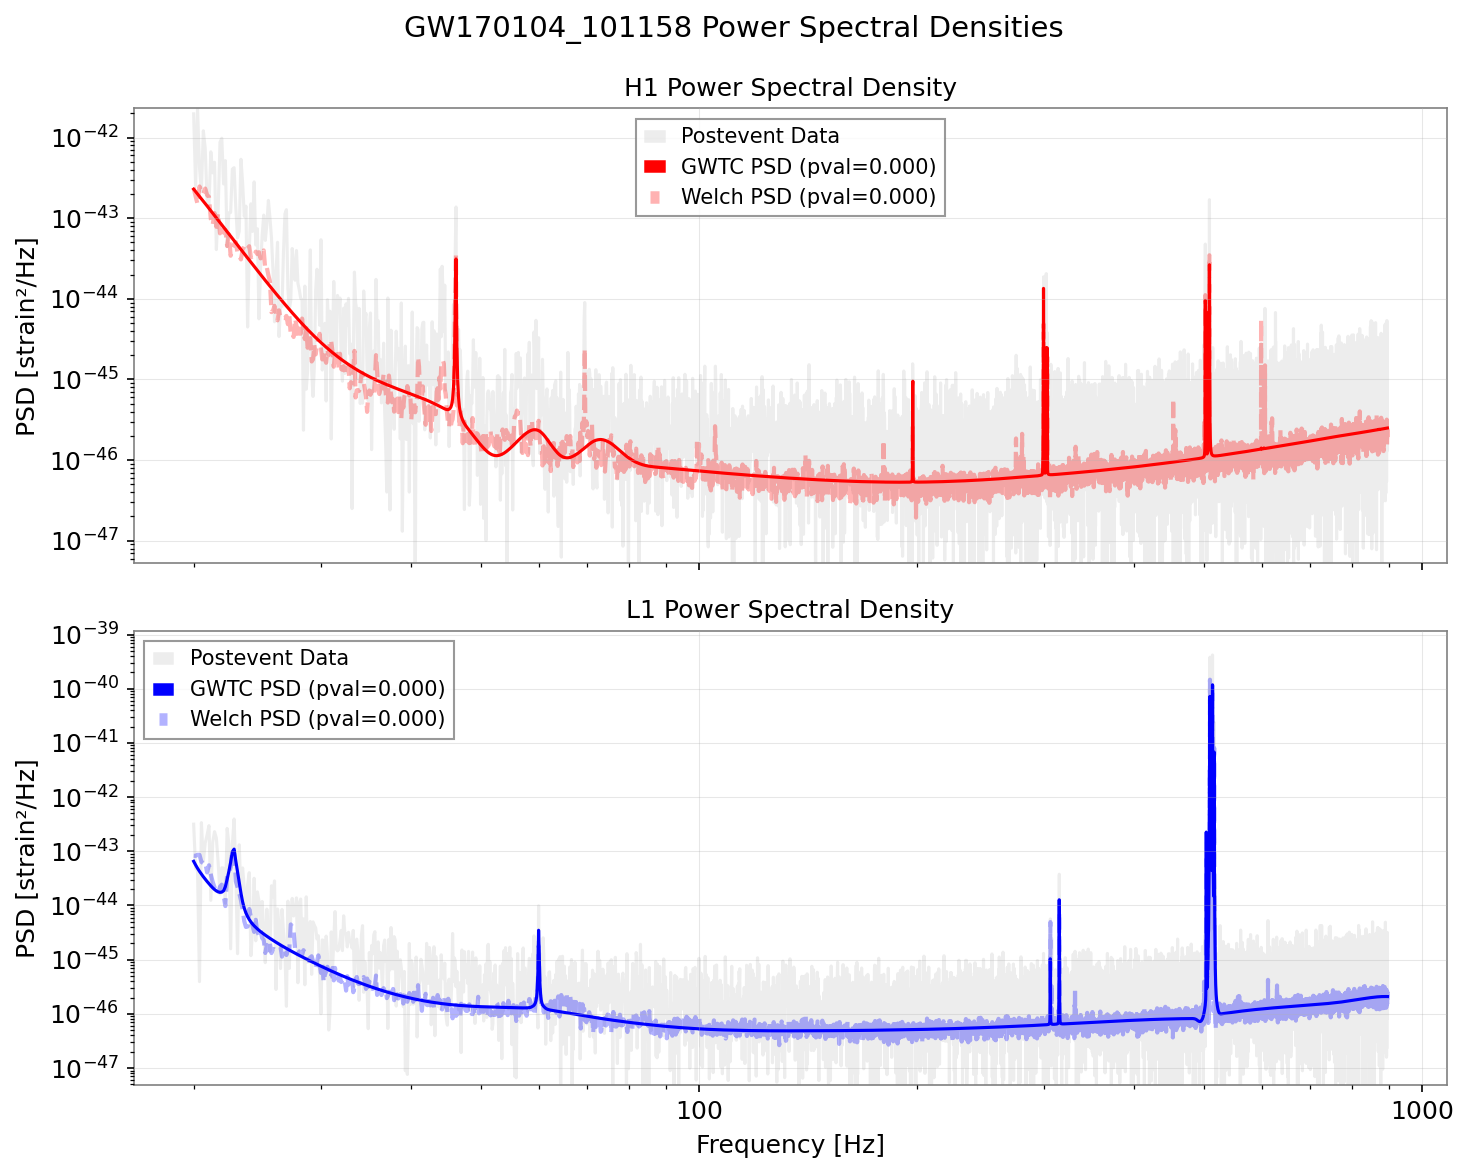 GW170104_101158 Power Spectral Densities
H1 Power Spectral Density
PSD [strain²/Hz]
10⁻⁴²
10⁻⁴³
10⁻⁴⁴
10⁻⁴⁵
10⁻⁴⁶
10⁻⁴⁷
Postevent Data
GWTC PSD (pval=0.000)
Welch PSD (pval=0.000)
L1 Power Spectral Density
PSD [strain²/Hz]
10⁻³⁹
10⁻⁴⁰
10⁻⁴¹
10⁻⁴²
10⁻⁴³
10⁻⁴⁴
10⁻⁴⁵
10⁻⁴⁶
10⁻⁴⁷
Postevent Data
GWTC PSD (pval=0.000)
Welch PSD (pval=0.000)
100
1000
Frequency [Hz]